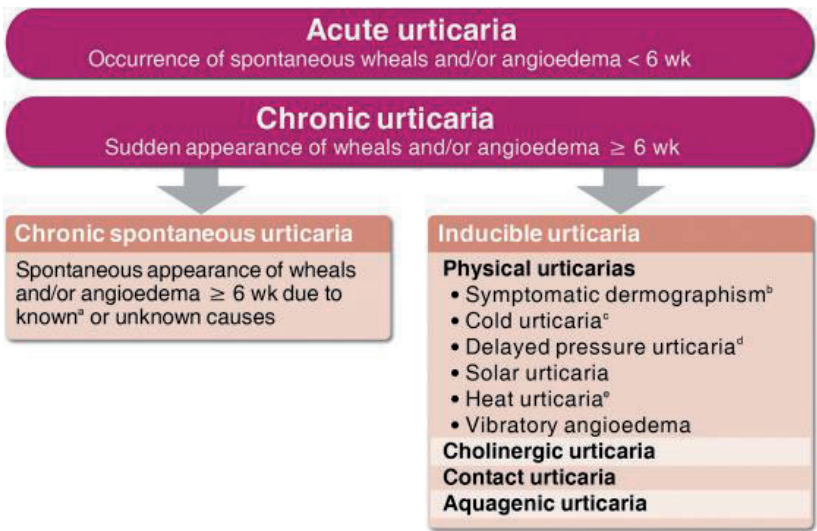 Acute urticaria
Occurrence of spontaneous wheals and/or angioedema < 6 wk
Chronic urticaria
Sudden appearance of wheals and/or angioedema ≥ 6 wk
Chronic spontaneous urticaria
Spontaneous appearance of wheals
and/or angioedema ≥ 6 wk due to
knownᵃ or unknown causes
Inducible urticaria
Physical urticarias
• Symptomatic dermographismᵇ
• Cold urticariaᶜ
• Delayed pressure urticariaᵈ
• Solar urticaria
• Heat urticariaᵉ
• Vibratory angioedema
Cholinergic urticaria
Contact urticaria
Aquagenic urticaria